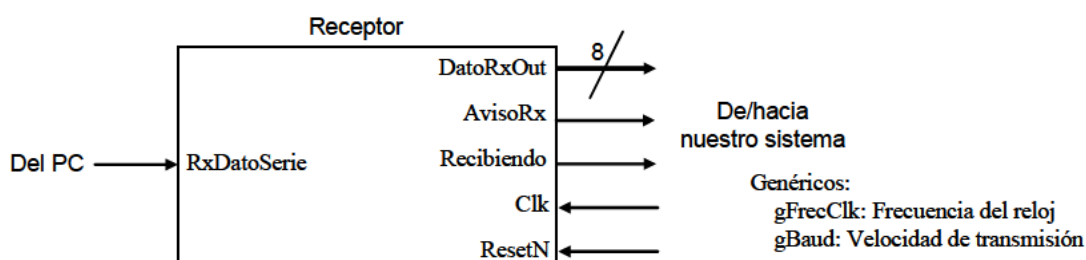 Receptor
8
DatoRxOut
AvisoRx
De/hacia
nuestro sistema
Del PC
RxDatoSerie
Recibiendo
Genéricos:
Clk
gFrecClk: Frecuencia del reloj
gBaud: Velocidad de transmisión
ResetN